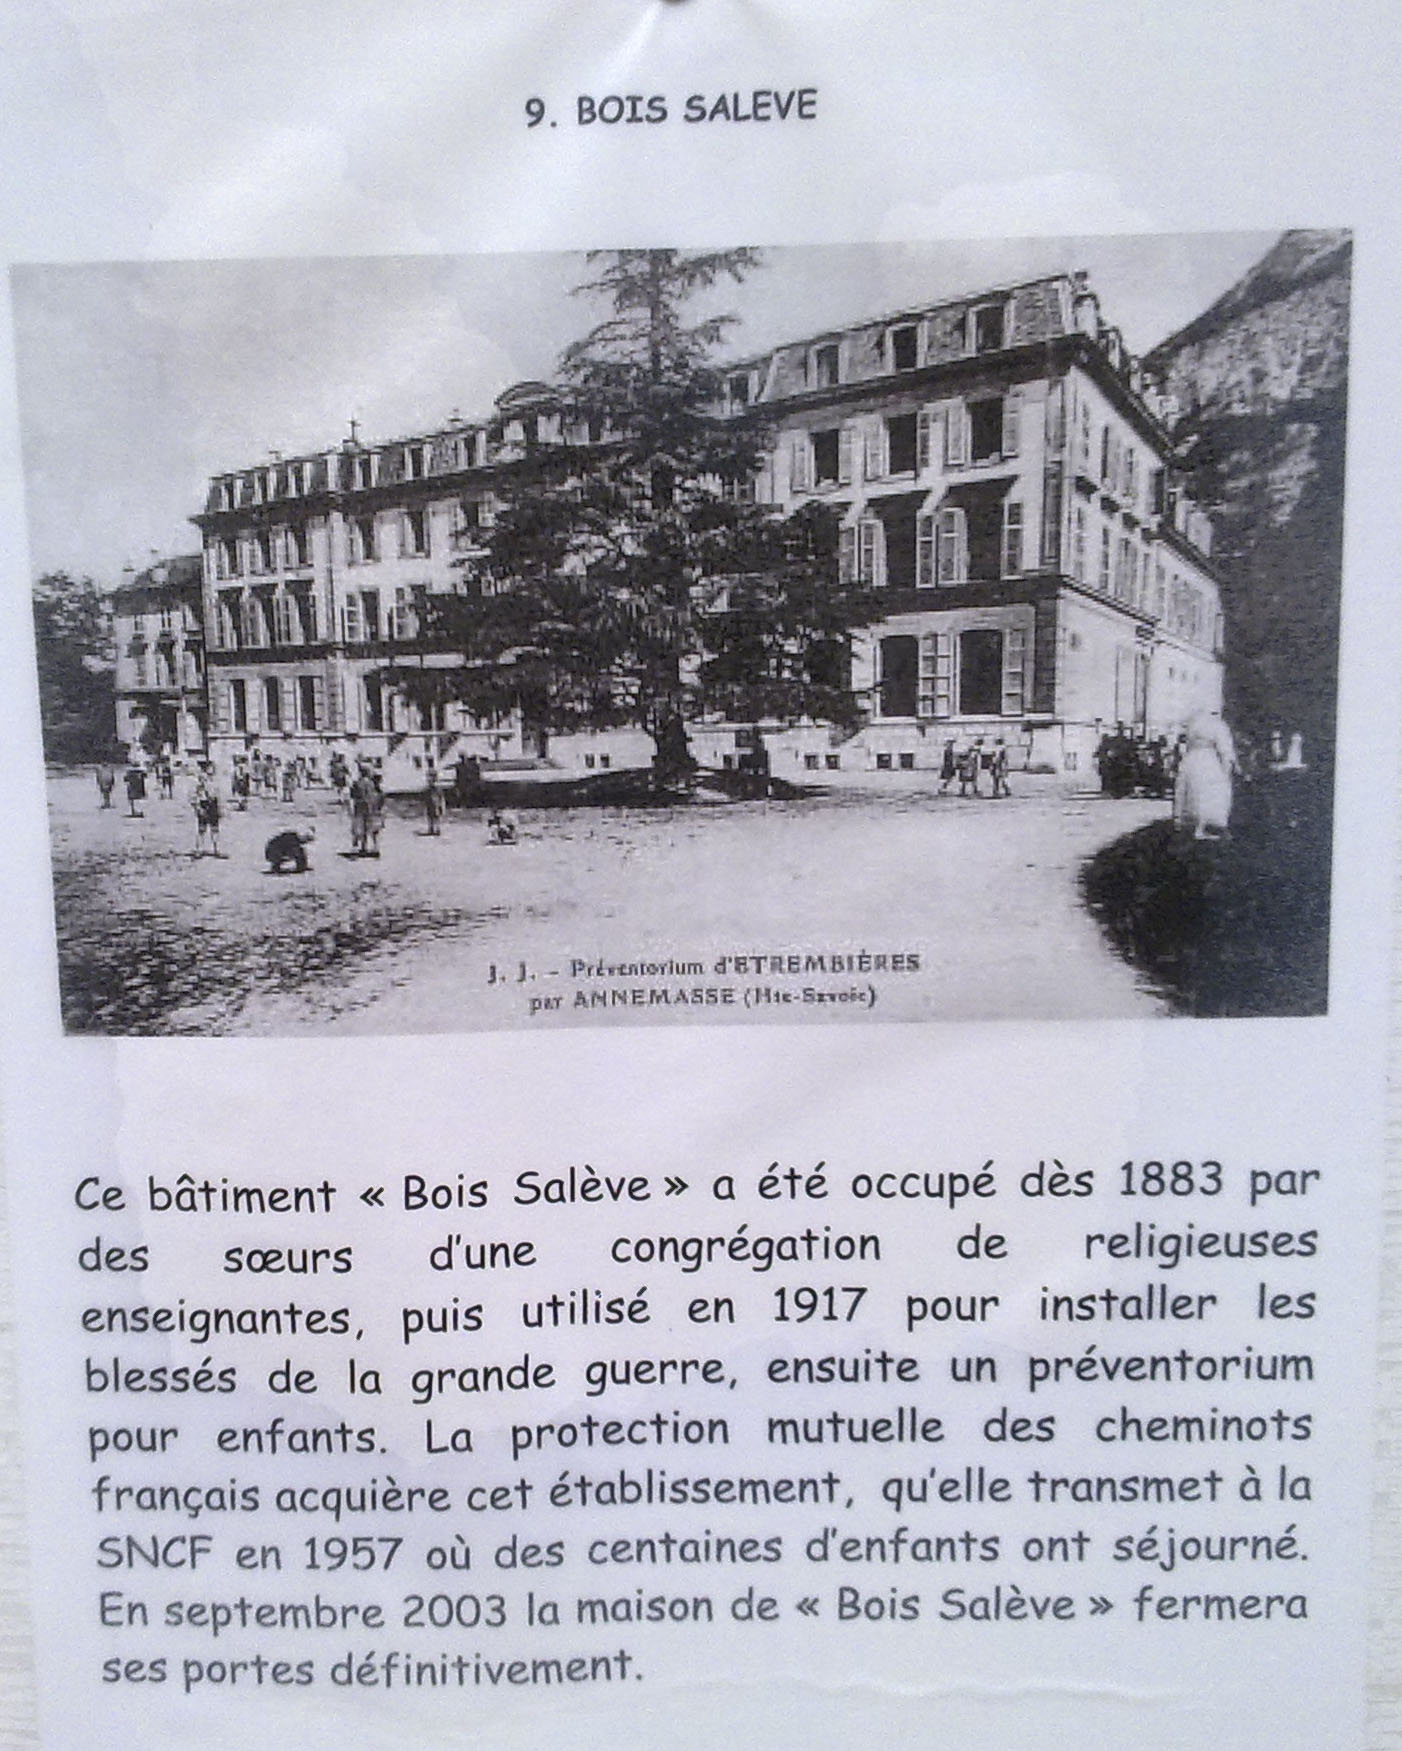 9. BOIS SALEVE
J. J. - Préventorium d'ETREMBIÈRES
par ANNEMASSE (Hte-Savoie)
Ce bâtiment « Bois Salève » a été occupé dès 1883 par
des sœurs d'une congrégation de religieuses
enseignantes, puis utilisé en 1917 pour installer les
blessés de la grande guerre, ensuite un préventorium
pour enfants. La protection mutuelle des cheminots
français acquière cet établissement, qu'elle transmet à la
SNCF en 1957 où des centaines d'enfants ont séjourné.
En septembre 2003 la maison de « Bois Salève » fermera
ses portes définitivement.